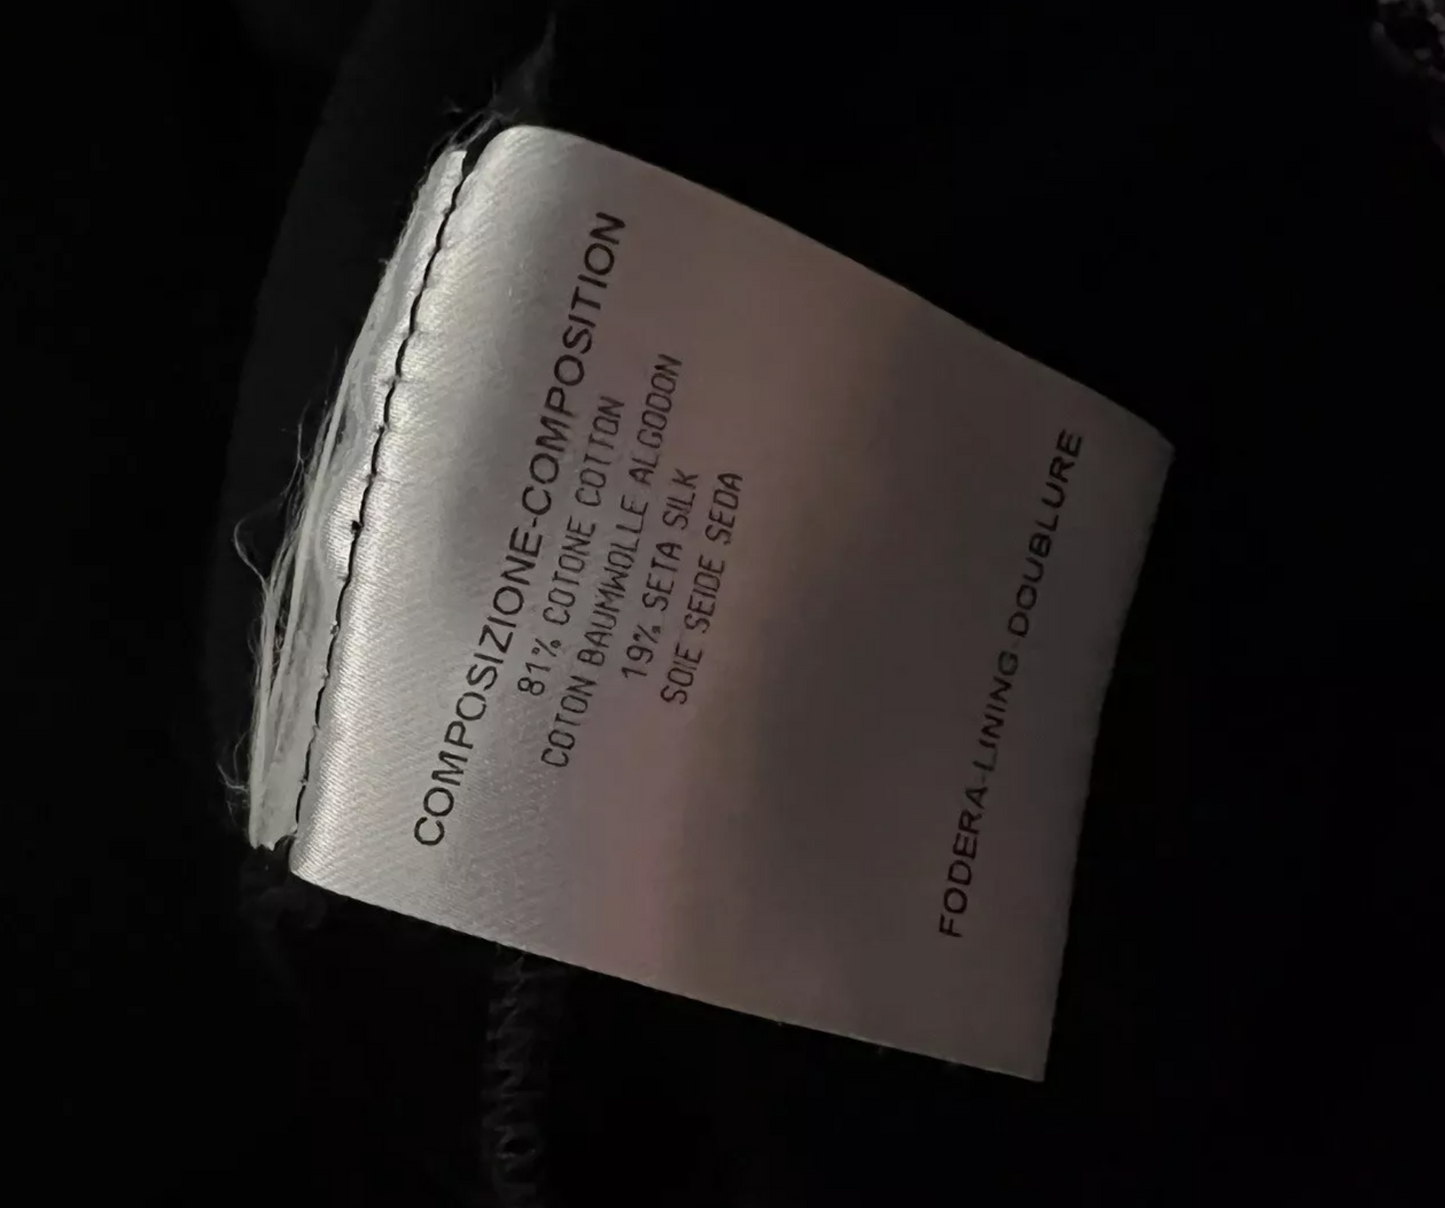 COMPOSIZIONE-COMPOSITION
81% COTONE COTTON
COTON BAUMWOLLE ALGODON
19% SETA SILK
SOIE SEIDE SEDA
FODERA-LINING-DOUBLURE